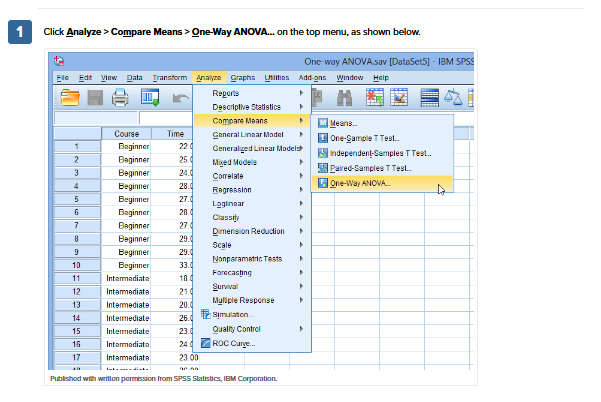 1 Click Analyze > Compare Means > One-Way ANOVA... on the top menu, as shown below.
One-way ANOVA.sav [DataSet5] - IBM SPSS
File Edit View Data Transform Analyze Graphs Utilities Add-ons Window Help
Reports
Descriptive Statistics
Compare Means
General Linear Model
Generalized Linear Models
Mixed Models
Correlate
Regression
Loglinear
Classify
Dimension Reduction
Scale
Nonparametric Tests
Forecasting
Survival
Multiple Response
Simulation...
Quality Control
ROC Curve...
Means...
One-Sample T Test...
Independent-Samples T Test...
Paired-Samples T Test...
One-Way ANOVA...
Course Time
1 Beginner 22.0
2 Beginner 25.0
3 Beginner 27.0
4 Beginner 28.0
5 Beginner 27.0
6 Beginner 28.0
7 Beginner 27.0
8 Beginner 29.0
9 Beginner 29.0
10 Beginner 33.0
11 Intermediate 18.0
12 Intermediate 21.0
13 Intermediate 20.0
14 Intermediate 26.0
15 Intermediate 23.0
16 Intermediate 24.0
17 Intermediate 23.00
Published with written permission from SPSS Statistics, IBM Corporation.